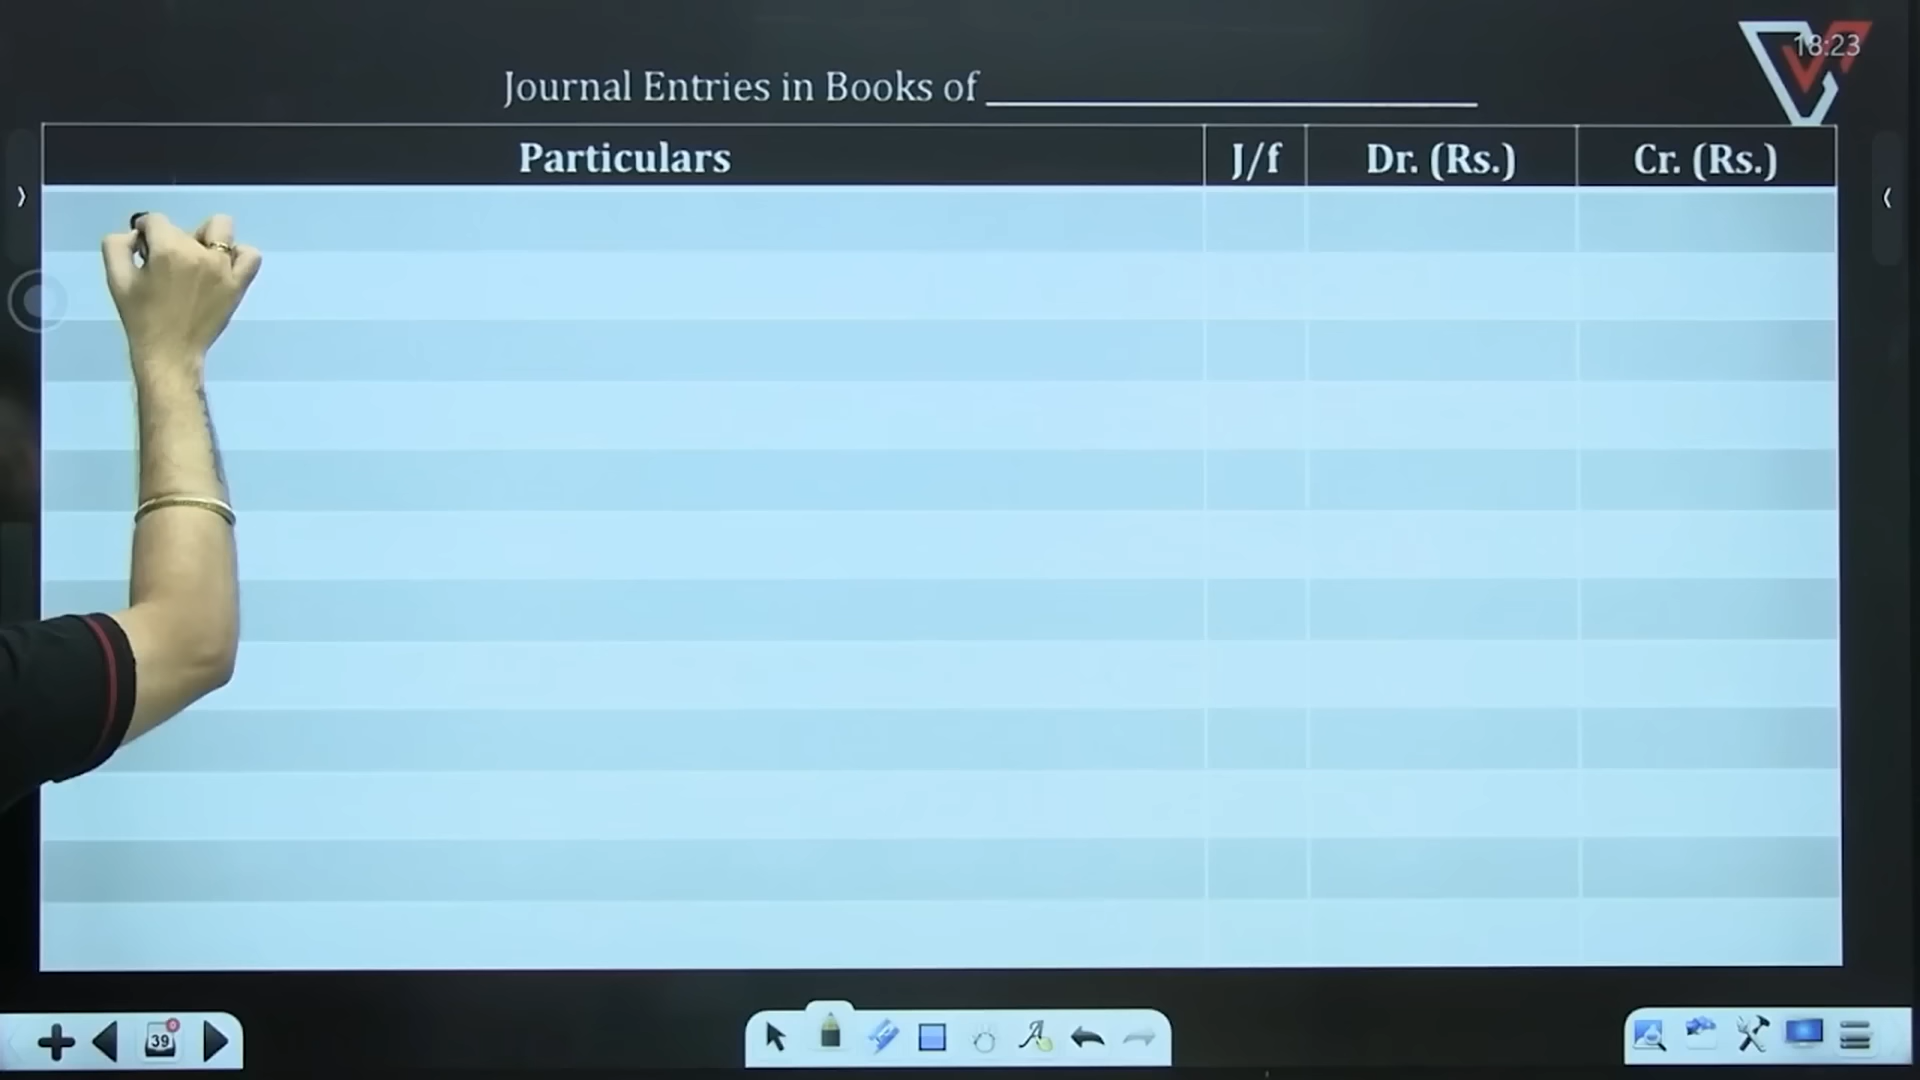 18:23
Journal Entries in Books of
Particulars J/f Dr. (Rs.) Cr. (Rs.)
39